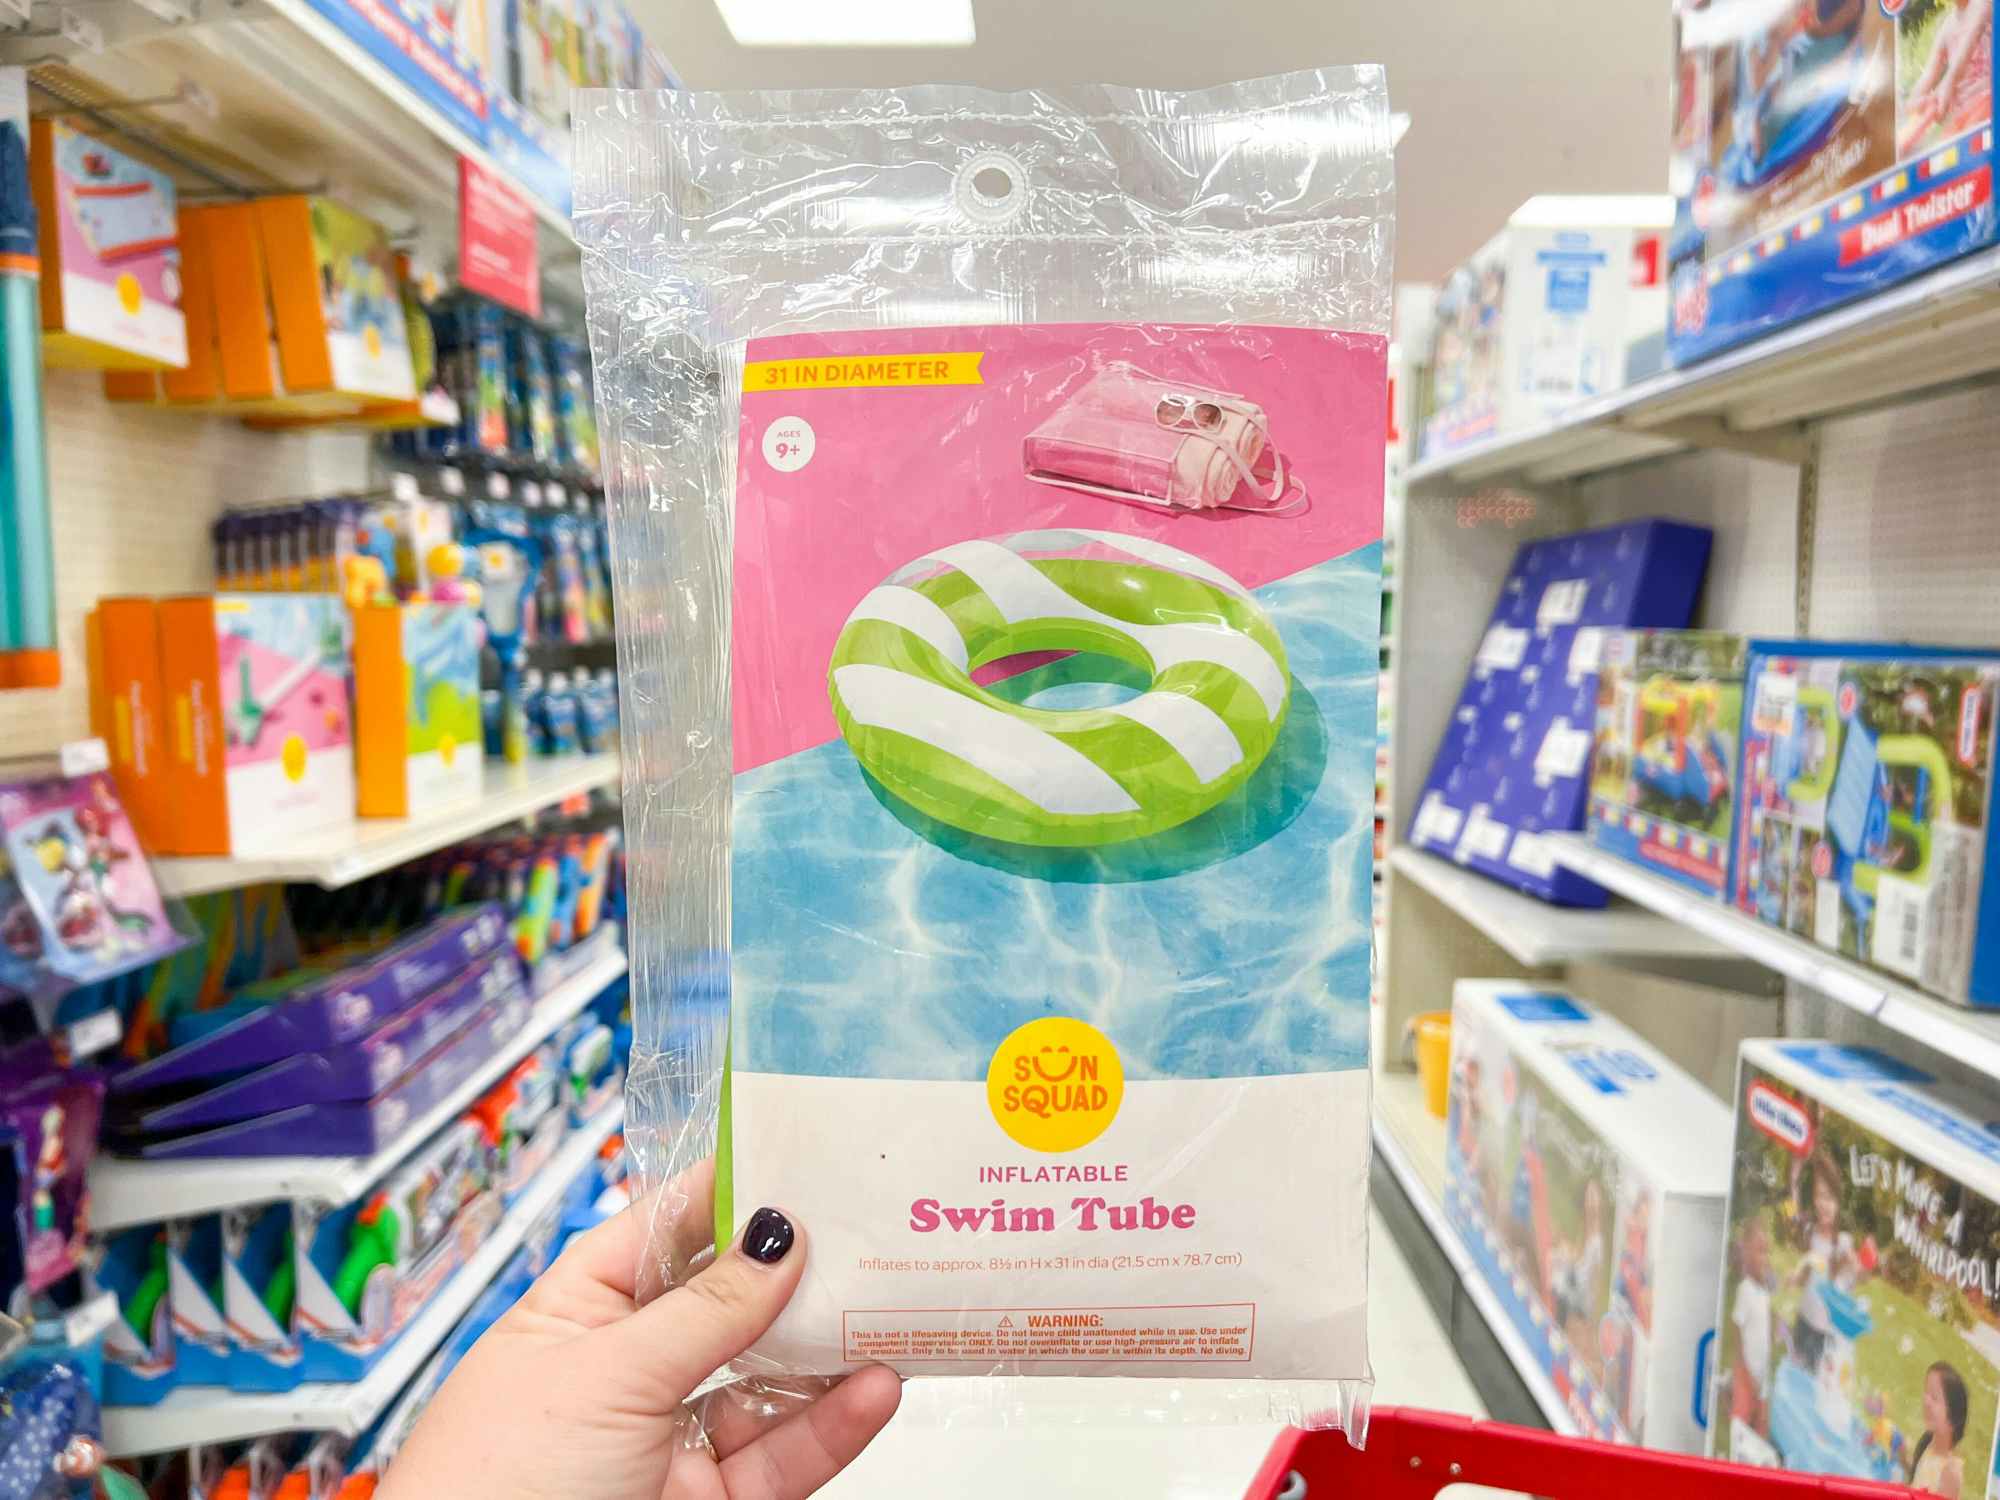 31 IN DIAMETER
AGES
9+
SUN
SQUAD
INFLATABLE
Swim Tube
Inflates to approx. 8½ in H x 31 in dia (21.5 cm x 78.7 cm)
⚠ WARNING:
This is not a lifesaving device. Do not leave child unattended while in use. Use under
competent supervision ONLY. Do not overinflate or use high-pressure air to inflate
this product. Only to be used in water in which the user is within its depth. No diving.
Dual Twister
little tikes
LET'S MAKE A
WHIRLPOOL!